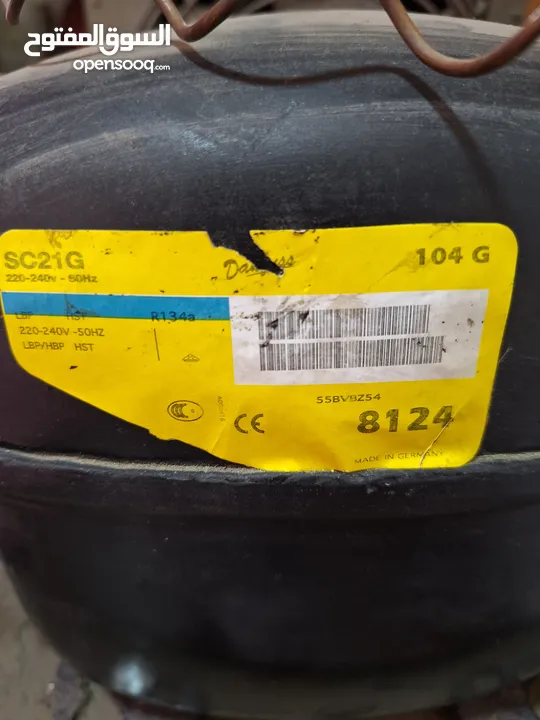 السوق المفتوح
opensooq.com
SC21G
220-240v - 50Hz
Danfoss
104 G
LBP HST R134a
220-240V -50HZ
LBP/HBP HST
55BVBZ54
8124
CE
MADE IN GERMANY